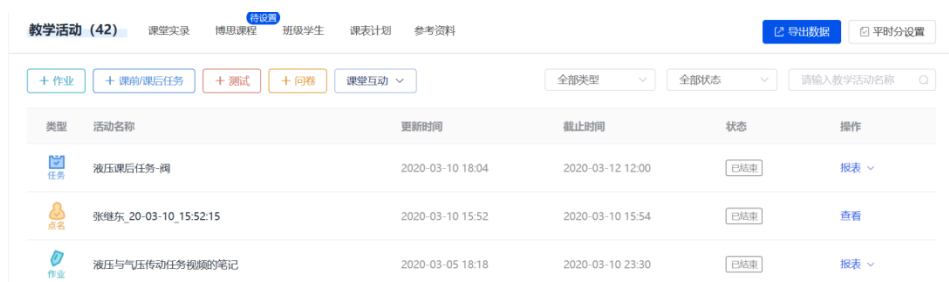 待设置
教学活动（42） 课堂实录 博思课程 班级学生 课表计划 参考资料 导出数据 平时分设置
+ 作业 + 课前/课后任务 + 测试 + 问卷 课堂互动 全部类型 全部状态 请输入教学活动名称
类型 活动名称 更新时间 截止时间 状态 操作
任务 液压课后任务-阀 2020-03-10 18:04 2020-03-12 12:00 已结束 报表
点名 张继东_20-03-10_15:52:15 2020-03-10 15:52 2020-03-10 15:54 已结束 查看
作业 液压与气压传动任务视频的笔记 2020-03-05 18:18 2020-03-10 23:30 已结束 报表